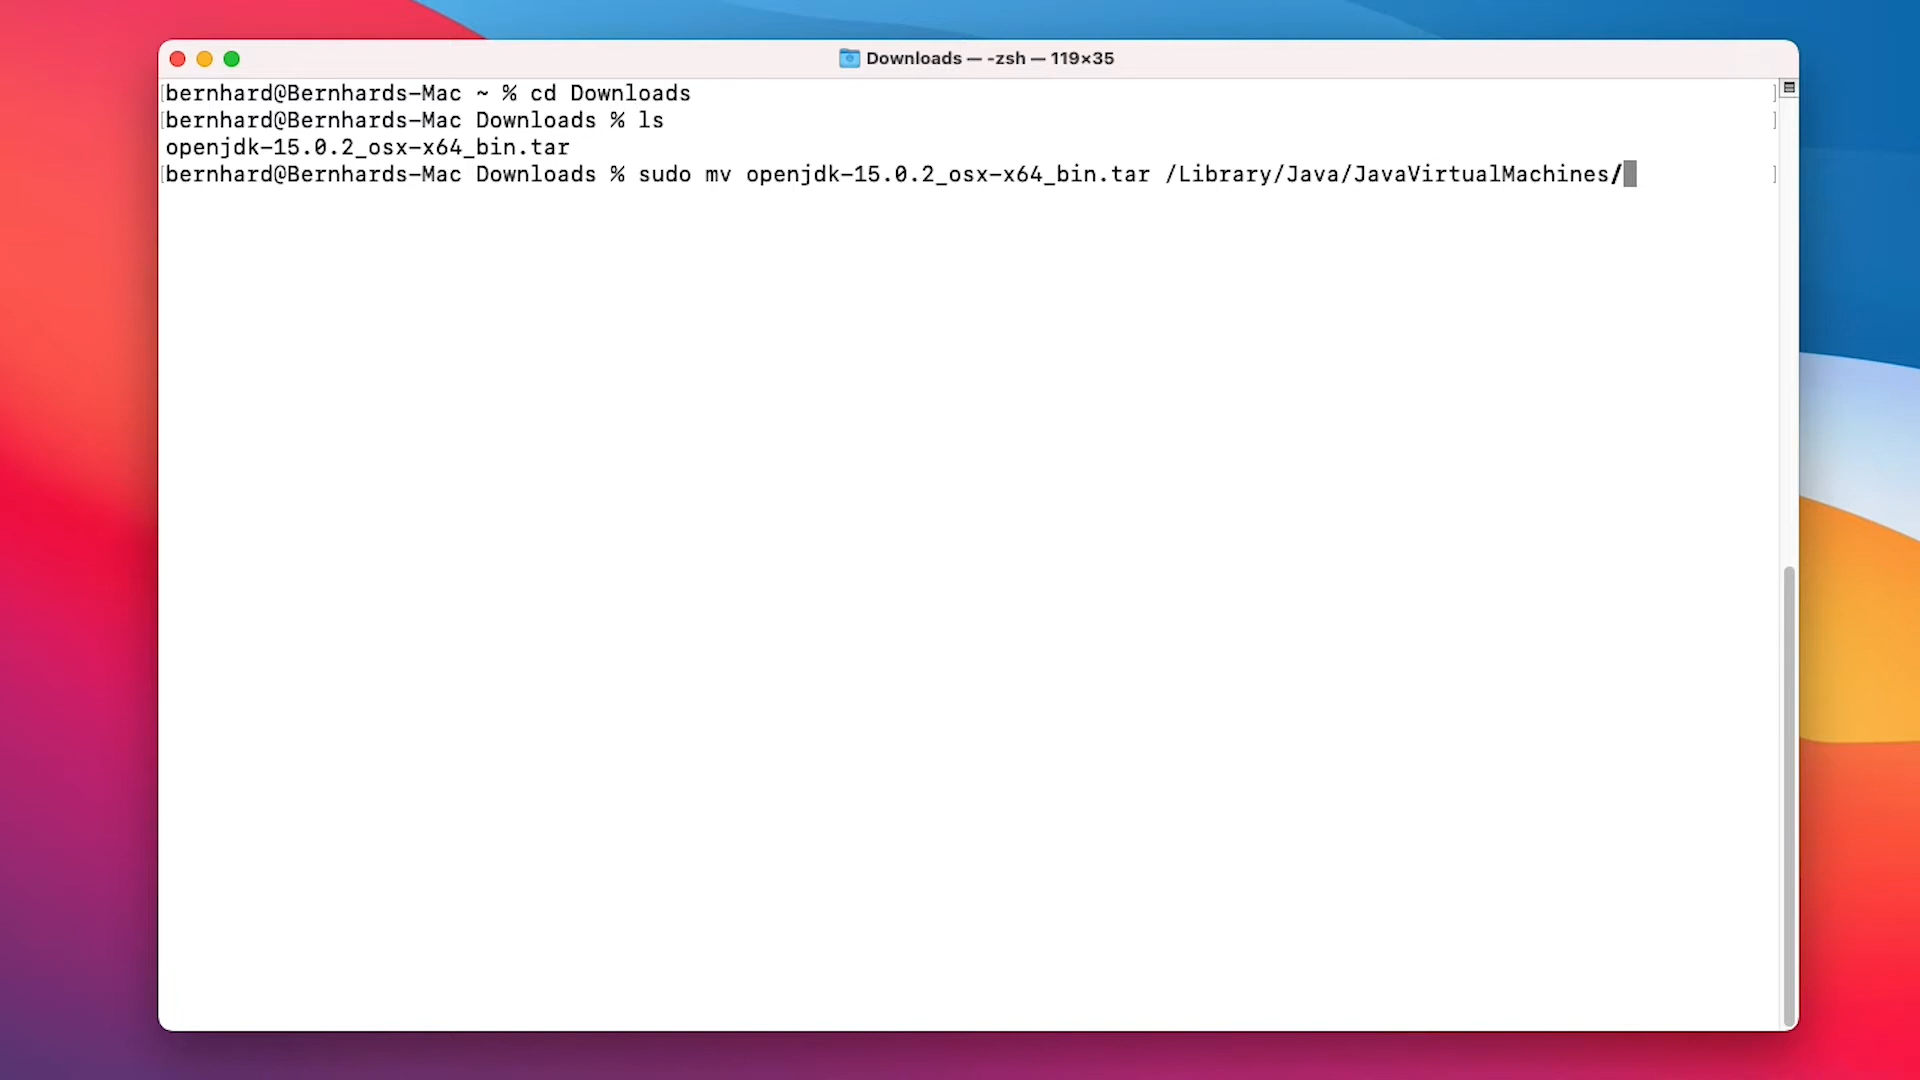 Downloads — -zsh — 119×35
bernhard@Bernhards-Mac ~ % cd Downloads
bernhard@Bernhards-Mac Downloads % ls
openjdk-15.0.2_osx-x64_bin.tar
bernhard@Bernhards-Mac Downloads % sudo mv openjdk-15.0.2_osx-x64_bin.tar /Library/Java/JavaVirtualMachines/